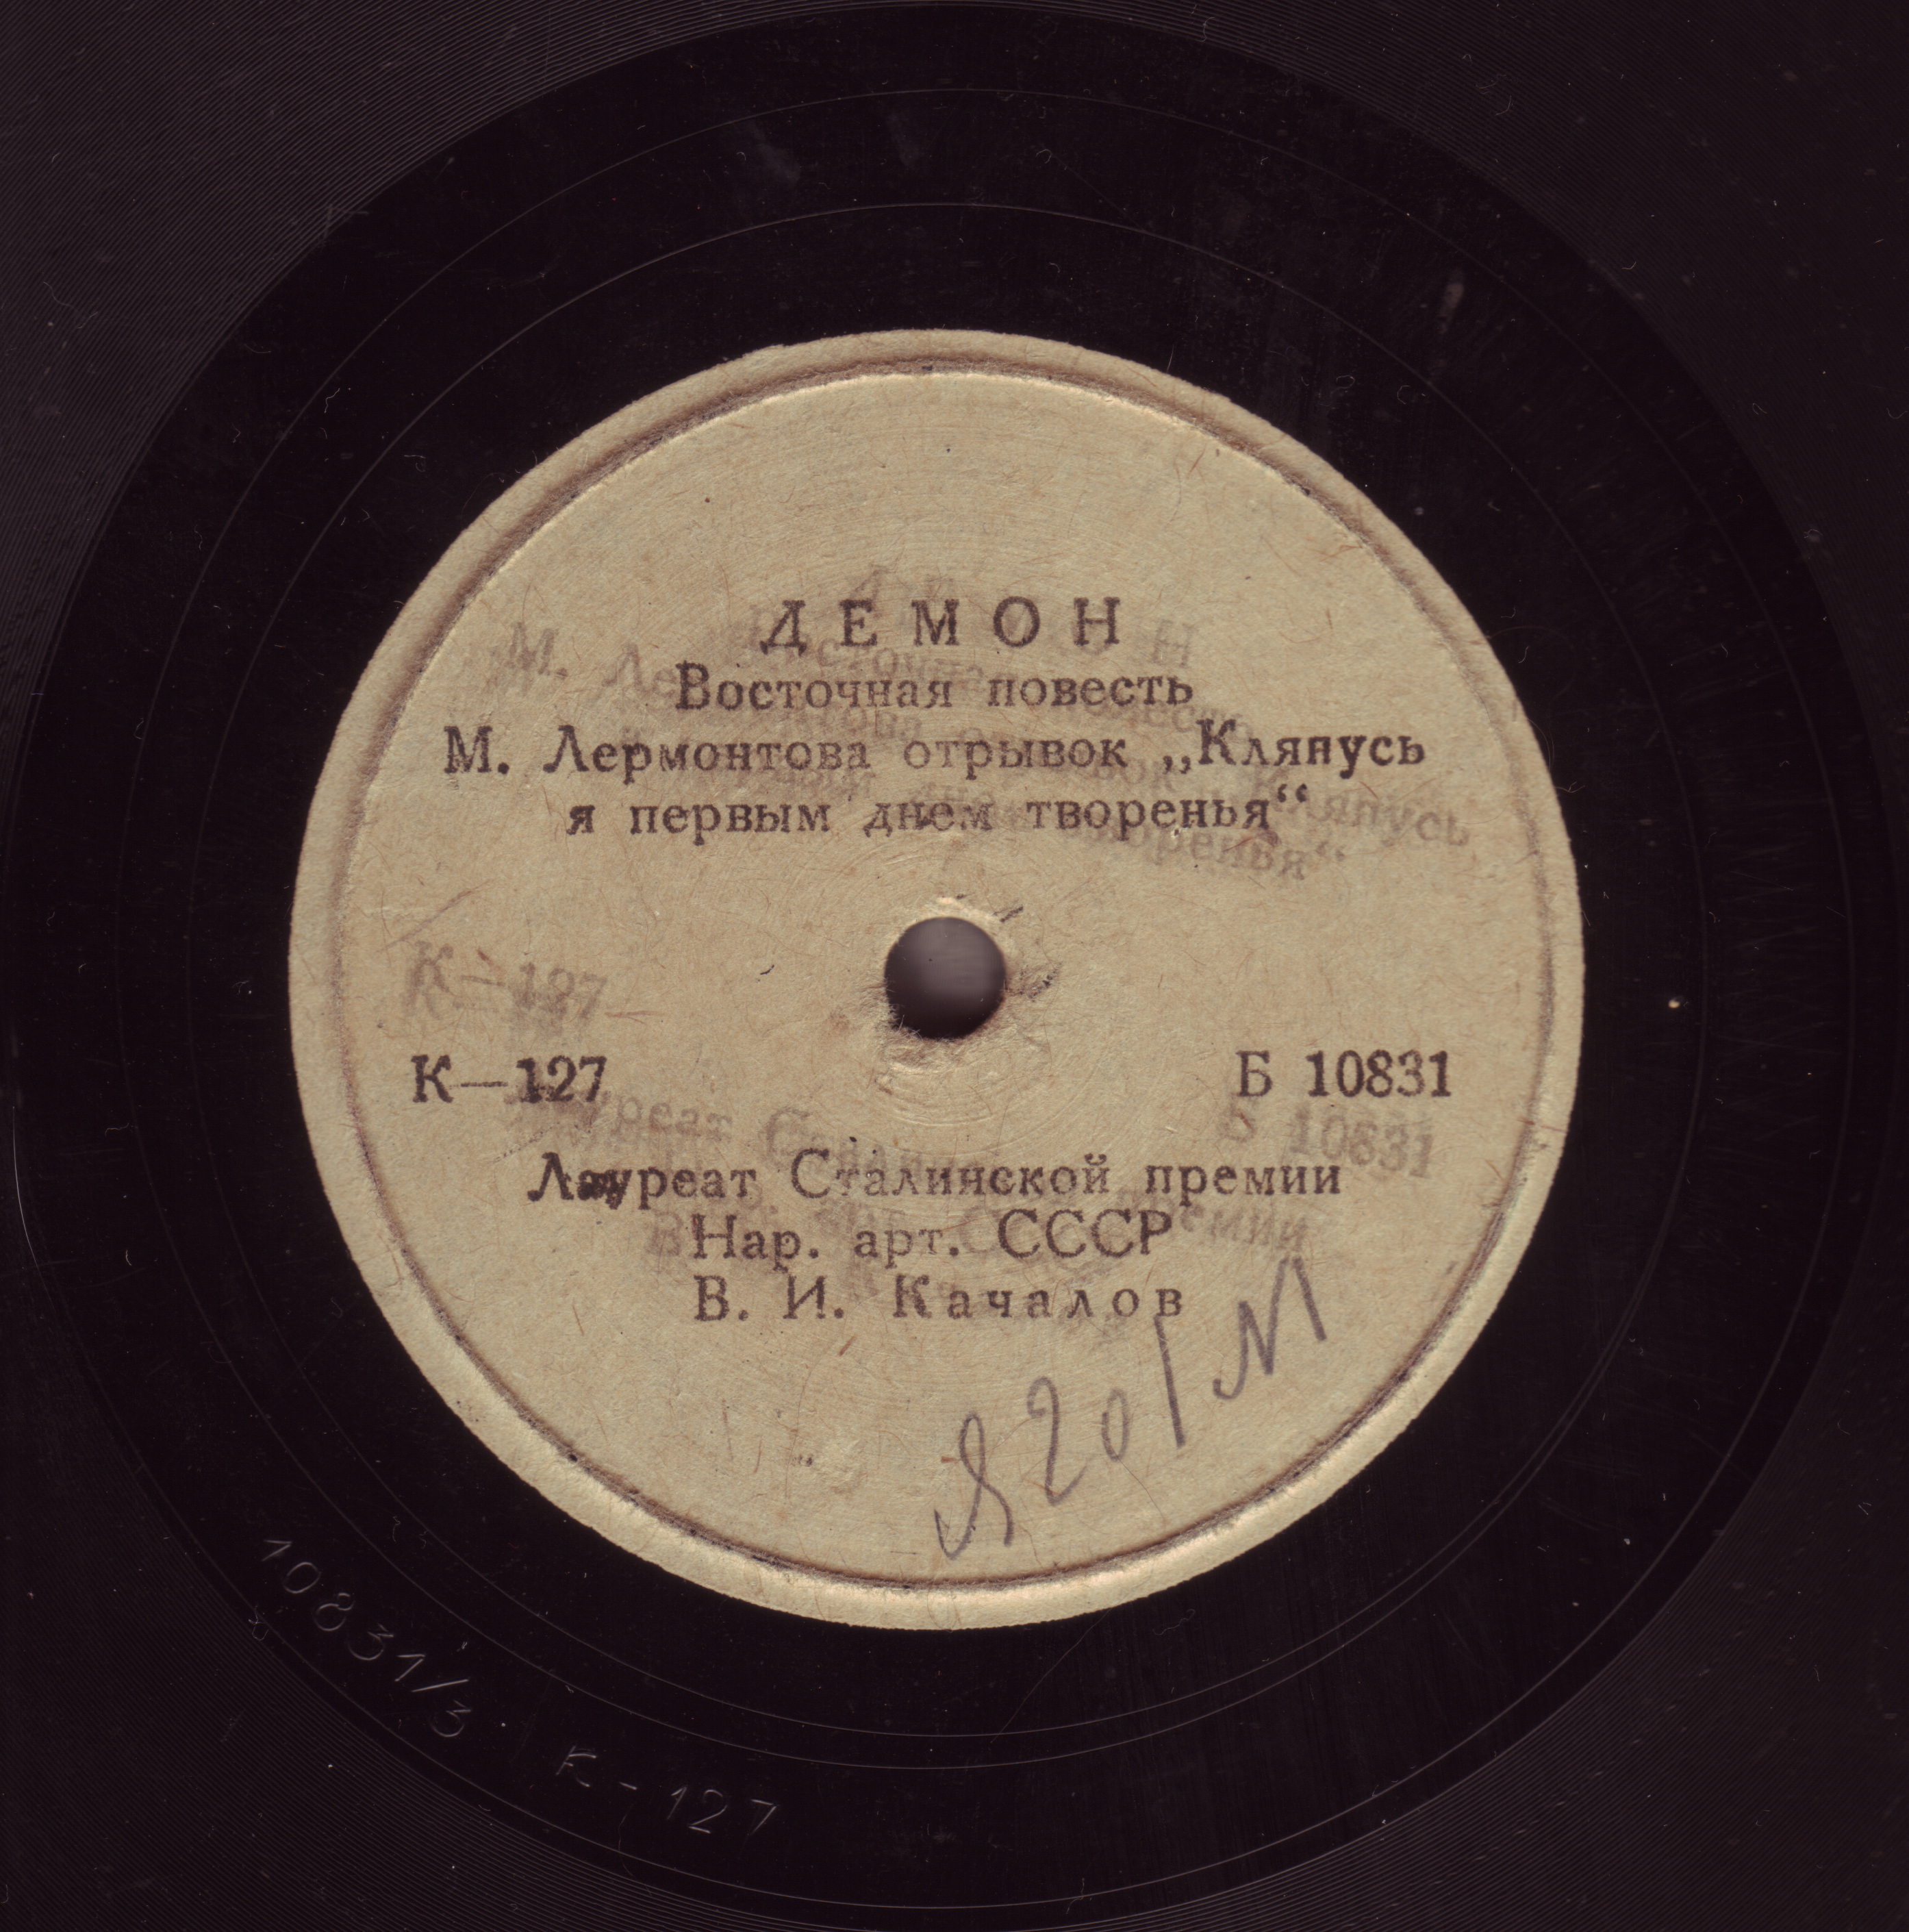 ДЕМОН
Восточная повесть
М. Лермонтова отрывок „Клянусь
я первым днем творенья“
К—127
Б 10831
Лауреат Сталинской премии
Нар. арт. СССР
В. И. Качалов
Я 201 М
10831/3 К-127